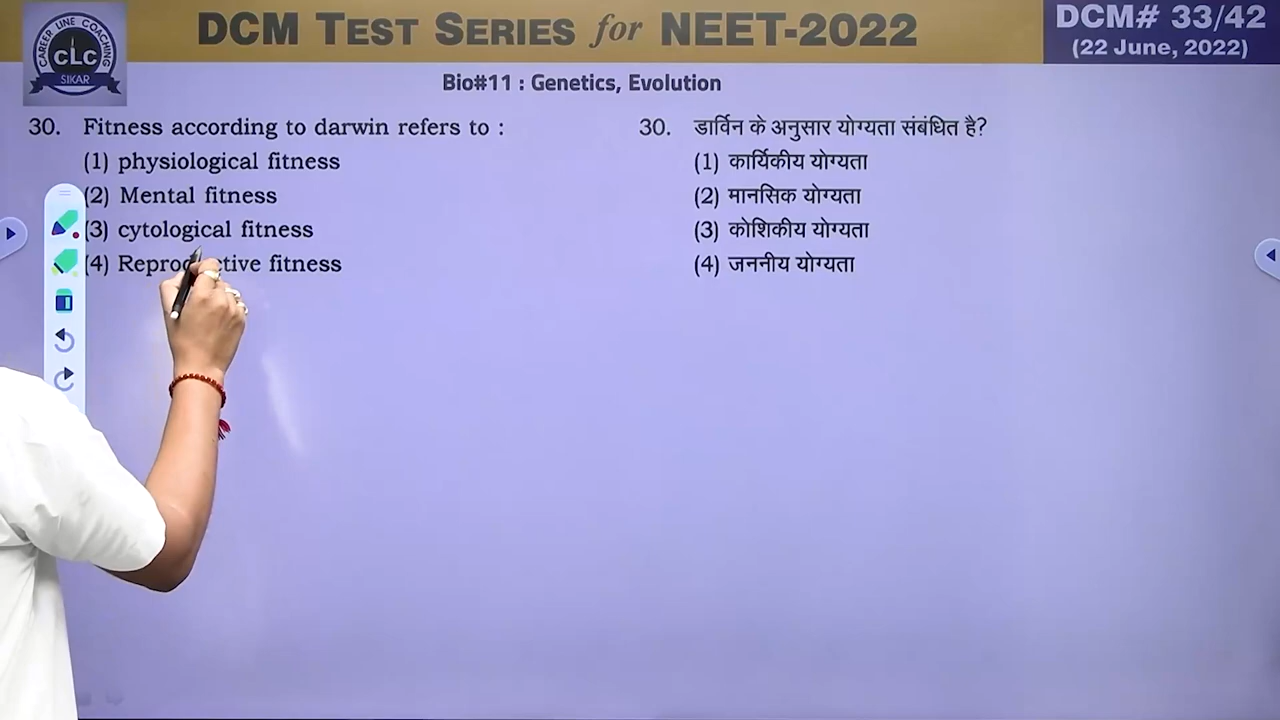 DCM TEST SERIES for NEET-2022
DCM# 33/42
(22 June, 2022)
CAREER LINE COACHING
CLC
SIKAR
Bio#11 : Genetics, Evolution
30. Fitness according to darwin refers to :
(1) physiological fitness
(2) Mental fitness
(3) cytological fitness
(4) fitness
30. डार्विन के अनुसार योग्यता संबंधित है?
(1) कार्यिकीय योग्यता
(2) मानसिक योग्यता
(3) कोशिकीय योग्यता
(4) जननीय योग्यता